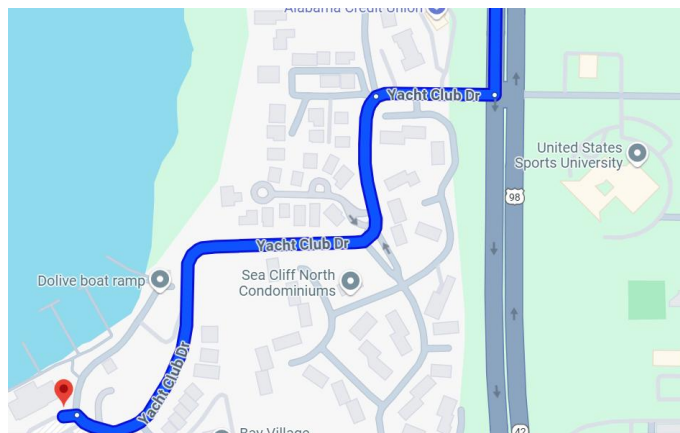 Alabama Credit Union
Yacht Club Dr
United States
Sports University
98
Yacht Club Dr
Dolive boat ramp
Sea Cliff North
Condominiums
Yacht Club Dr
Bay Village
42